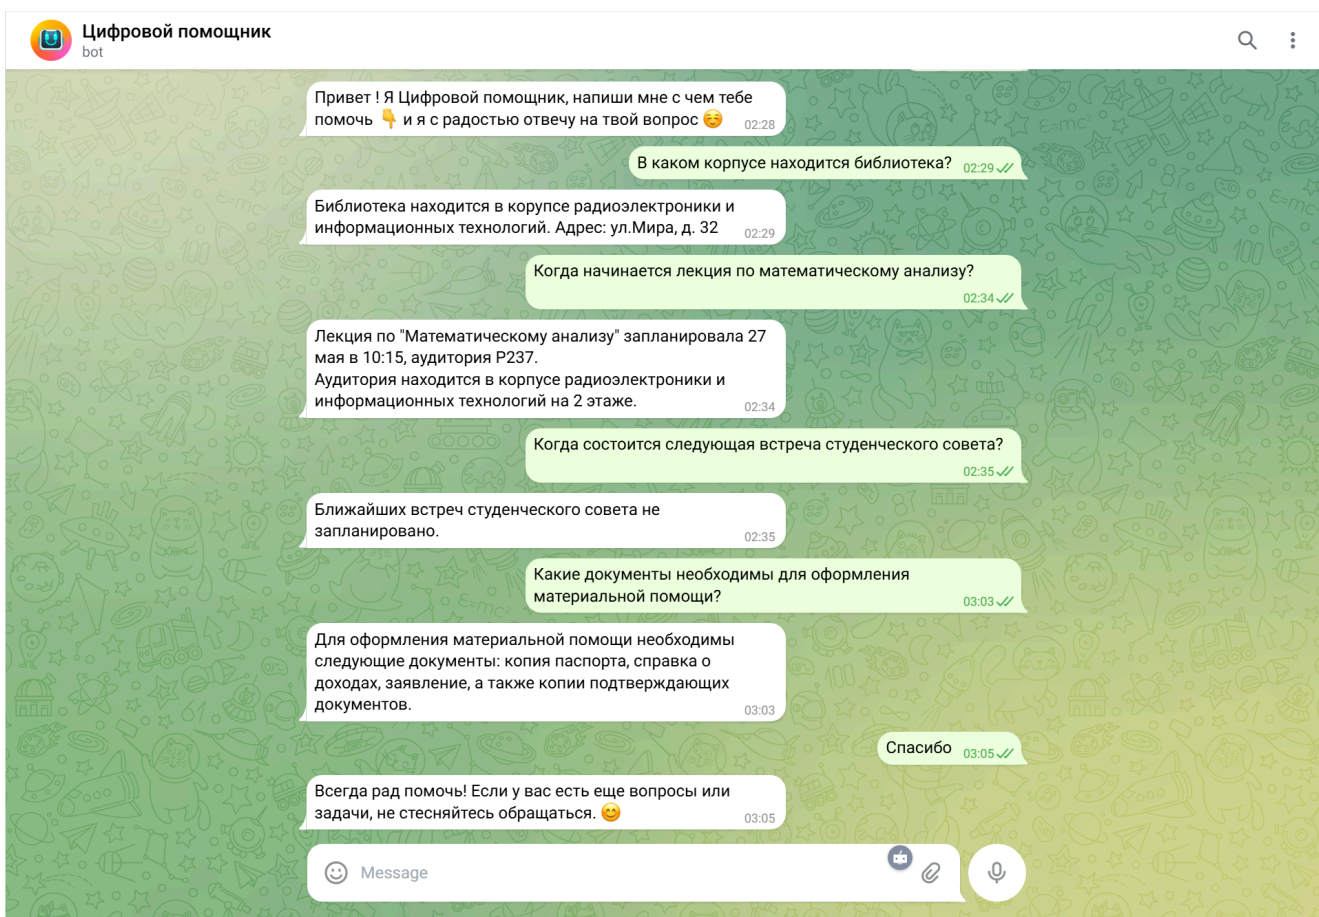 Цифровой помощник
bot
Привет ! Я Цифровой помощник, напиши мне с чем тебе
помочь 👇 и я с радостью отвечу на твой вопрос ☺️ 02:28
В каком корпусе находится библиотека? 02:29
Библиотека находится в корупсе радиоэлектроники и
информационных технологий. Адрес: ул.Мира, д. 32 02:29
Когда начинается лекция по математическому анализу?
02:34
Лекция по "Математическому анализу" запланировала 27
мая в 10:15, аудитория Р237.
Аудитория находится в корпусе радиоэлектроники и
информационных технологий на 2 этаже. 02:34
Когда состоится следующая встреча студенческого совета?
02:35
Ближайших встреч студенческого совета не
запланировано. 02:35
Какие документы необходимы для оформления
материальной помощи? 03:03
Для оформления материальной помощи необходимы
следующие документы: копия паспорта, справка о
доходах, заявление, а также копии подтверждающих
документов. 03:03
Спасибо 03:05
Всегда рад помочь! Если у вас есть еще вопросы или
задачи, не стесняйтесь обращаться. 😊 03:05
Message